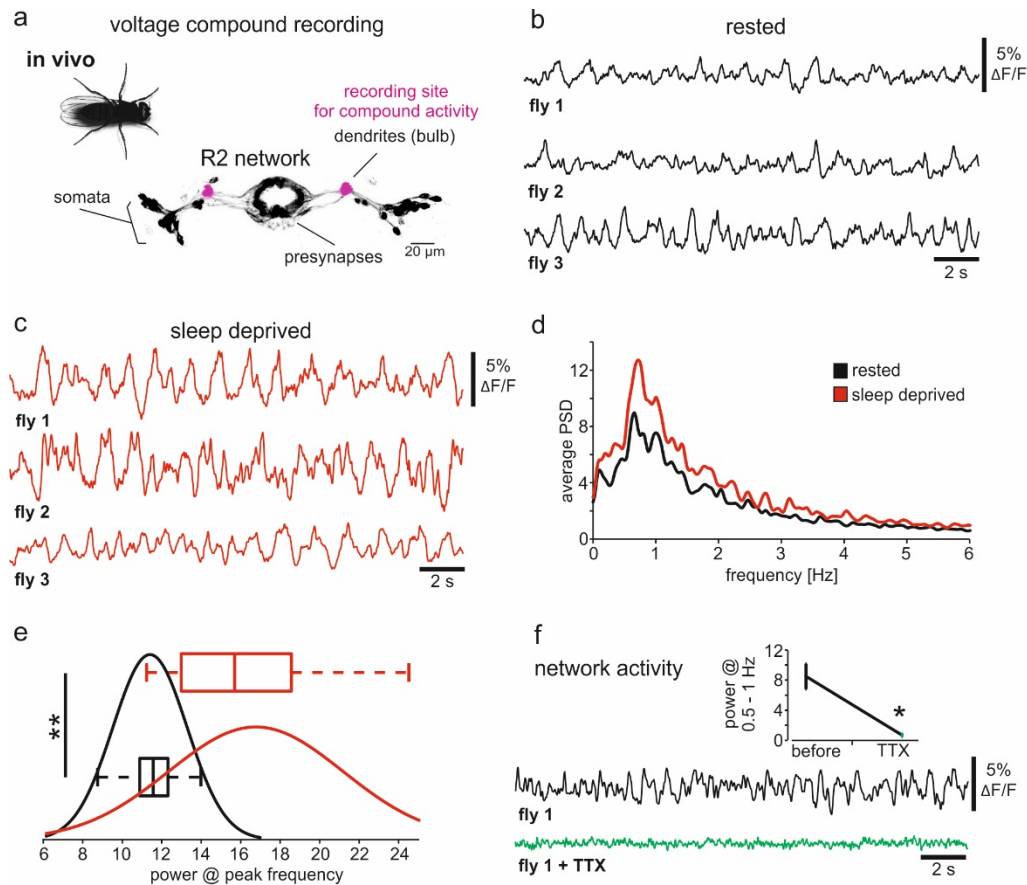 a
voltage compound recording
in vivo
recording site
for compound activity
dendrites (bulb)
R2 network
somata
presynapses
20 µm
b
rested
5%
ΔF/F
fly 1
fly 2
fly 3
2 s
c
sleep deprived
5%
ΔF/F
fly 1
fly 2
fly 3
2 s
d
rested
sleep deprived
average PSD
12
8
4
0
0 1 2 3 4 5 6
frequency [Hz]
e
**
6 8 10 12 14 16 18 20 22 24
power @ peak frequency
f
network activity
power @
0.5 - 1 Hz
12
8
4
0
*
before TTX
5%
ΔF/F
fly 1
fly 1 + TTX
2 s